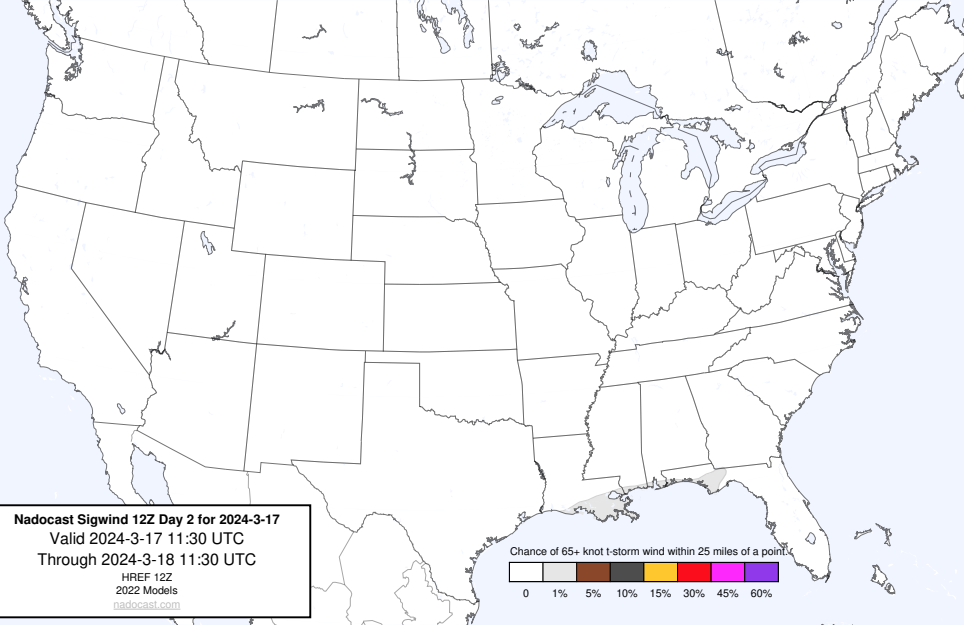 Nadocast Sigwind 12Z Day 2 for 2024-3-17
Valid 2024-3-17 11:30 UTC
Through 2024-3-18 11:30 UTC
HREF 12Z
2022 Models
nadocast.com
Chance of 65+ knot t-storm wind within 25 miles of a point.
0 1% 5% 10% 15% 30% 45% 60%